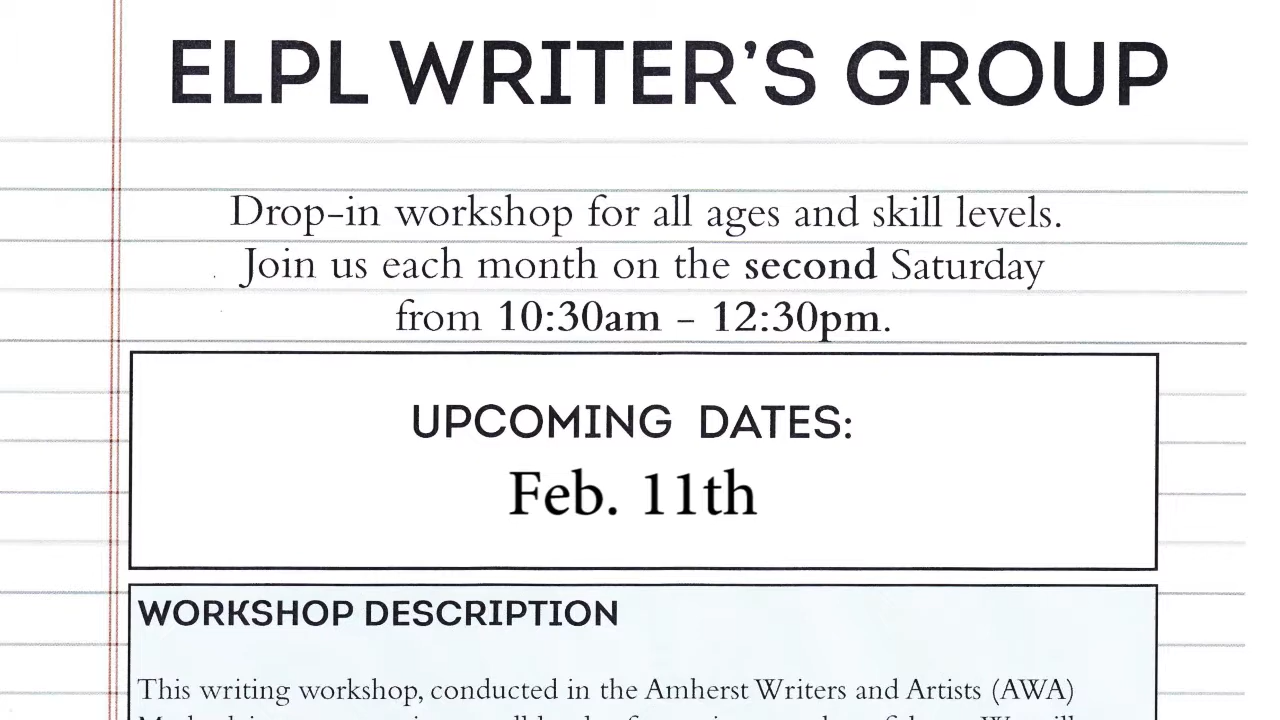 ELPL WRITER'S GROUP
Drop-in workshop for all ages and skill levels.
Join us each month on the second Saturday
from 10:30am - 12:30pm.
UPCOMING DATES:
Feb. 11th
WORKSHOP DESCRIPTION
This writing workshop, conducted in the Amherst Writers and Artists (AWA)